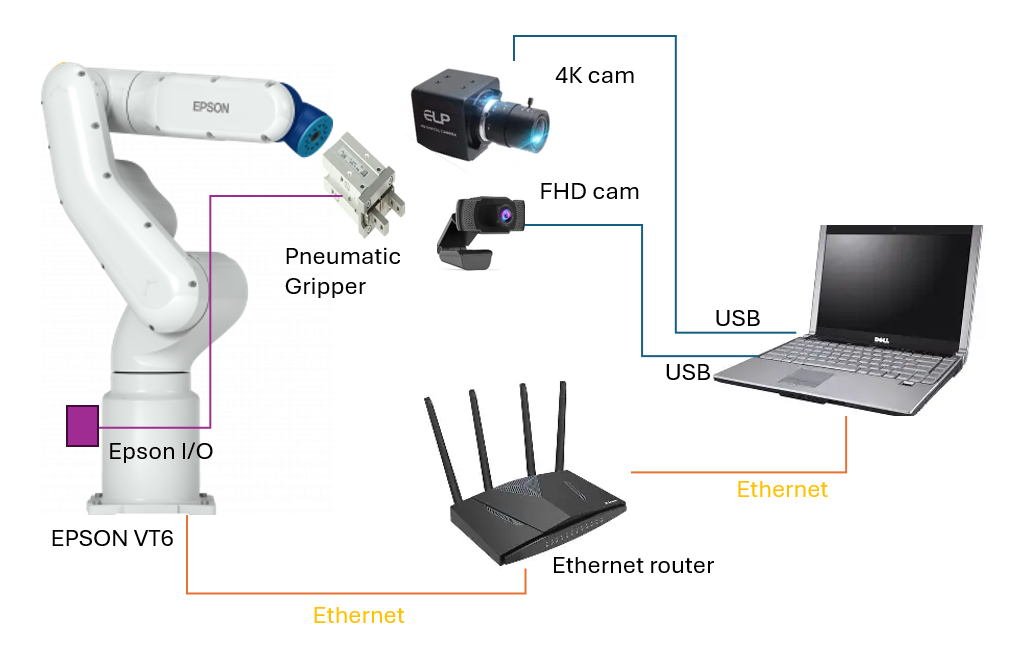 4K cam
EPSON
ELP
FHD cam
Pneumatic
Gripper
USB
DELL
USB
Epson I/O
Ethernet
EPSON VT6
Ethernet router
Ethernet